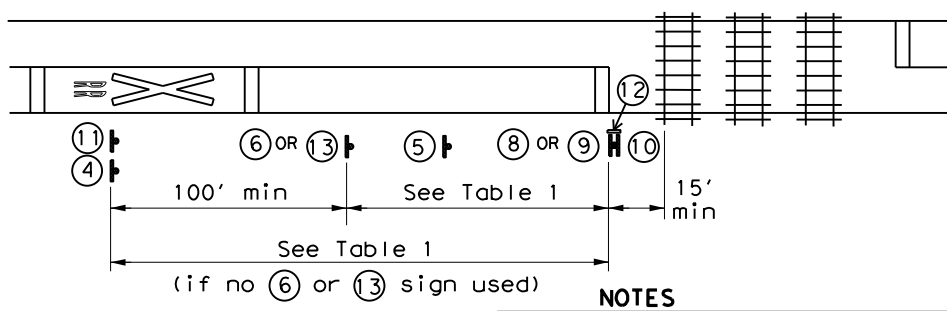 RR
12
11
6 OR 13
5
8 OR 9
10
4
100' min
See Table 1
15'
min
See Table 1
(if no 6 or 13 sign used)
NOTES